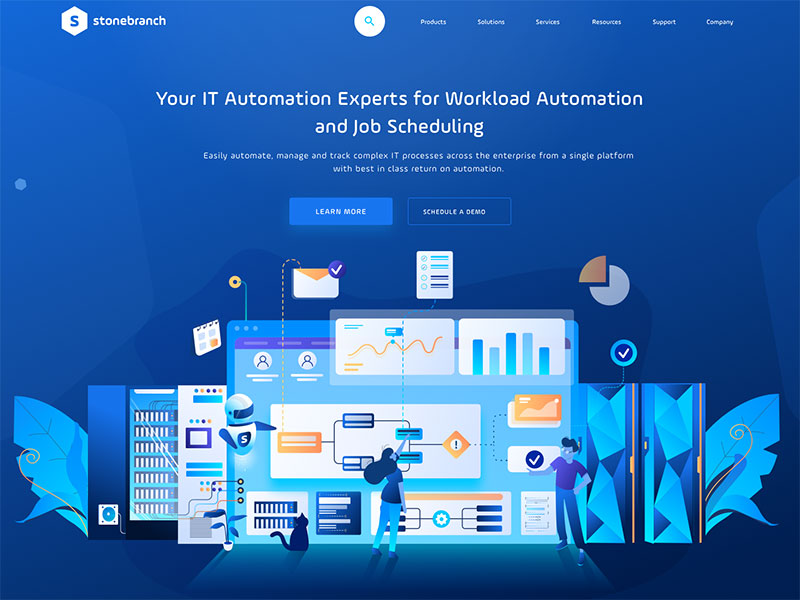 S stonebranch
Products Solutions Services Resources Support Company
Your IT Automation Experts for Workload Automation
and Job Scheduling
Easily automate, manage and track complex IT processes across the enterprise from a single platform
with best in class return on automation.
LEARN MORE SCHEDULE A DEMO
S
!